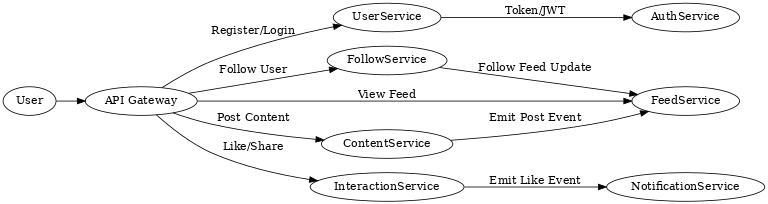 User
API Gateway
Register/Login
Follow User
View Feed
Post Content
Like/Share
UserService
FollowService
ContentService
InteractionService
Token/JWT
Follow Feed Update
Emit Post Event
Emit Like Event
AuthService
FeedService
NotificationService